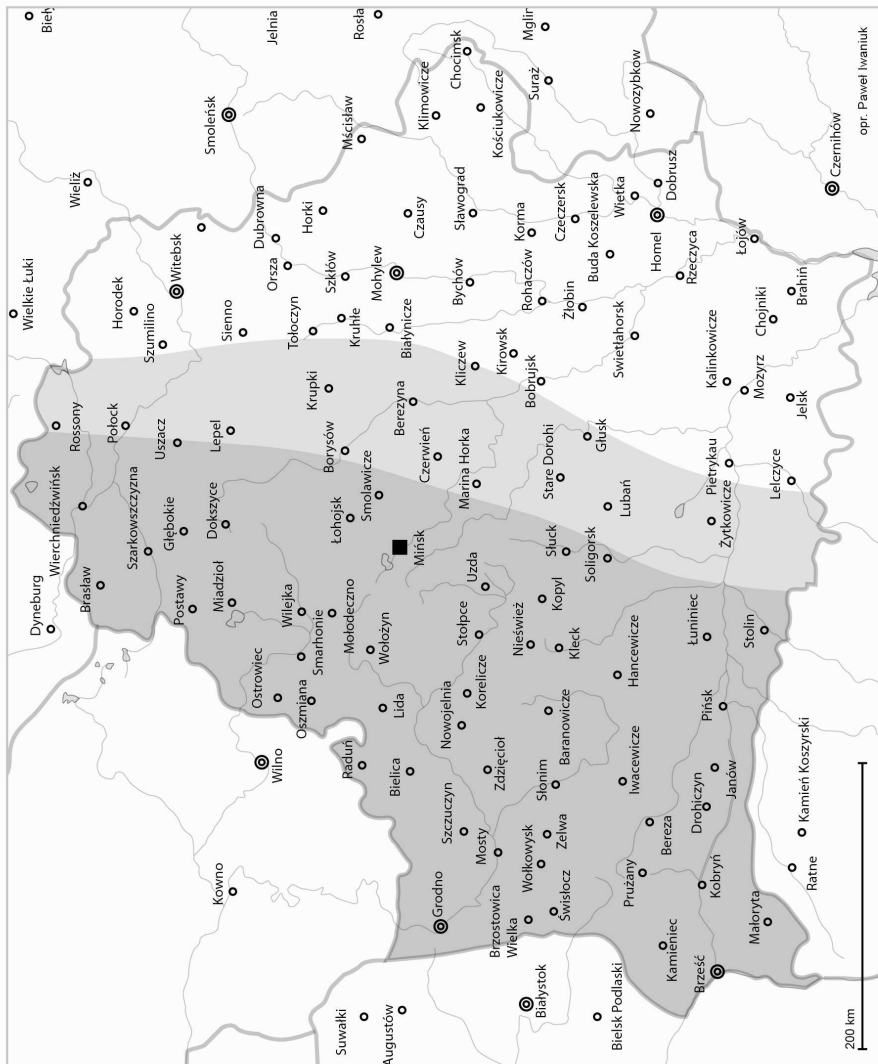 Wielkie Łuki
Dyneburg
Wierchniedźwińsk
Rossony
Wieliż
Brasław
Horodek
Połock
Szarkowszczyzna
Szumilino
Witebsk
Uszacz
Głębokie
Postawy
Smoleńsk
Sienno
Lepel
Dokszyce
Miadzioł
Kowno
Wilno
Ostrowiec
Dubrowna
Orsza
Jelnia
Wilejka
Smarhonie
Oszmiana
Tołoczyn
Horki
Krupki
Mołodeczno
Szkłów
Kruhłe
Borysów
Łohojsk
Mścisław
Rosła
Suwałki
Raduń
Wołożyn
Smolawicze
Lida
Augustów
Bielica
Mińsk
Białynicze
Mohylew
Berezyna
Czausy
Klimowicze
Czerwień
Grodno
Szczuczyn
Nowojelnia
Korelicze
Stołpce
Uzda
Marina Horka
Kliczew
Bychów
Sławograd
Chocimsk
Kościukowicze
Mosty
Zdzięcioł
Brzostowica
Wielka
Kirowsk
Nieśwież
Białystok
Wołkowysk
Zelwa
Słonim
Baranowicze
Kopyl
Bobrujsk
Rohaczów
Korma
Suraż
Mglin
Świsłocz
Kleck
Słuck
Stare Dorohi
Czeczersk
Żłobin
Głusk
Bielsk Podlaski
Soligorsk
Lubań
Buda Koszelewska
Iwacewicze
Hancewicze
Swietłahorsk
Wietka
Nowozybkow
Prużany
Bereza
Kamieniec
Homel
Dobrusz
Rzeczyca
Brześć
Kobryń
Drohiczyn
Janów
Pińsk
Łuniniec
Żytkowicze
Pietrykau
Kalinkowicze
Mozyrz
Łojów
Małoryta
Stolin
Lelczyce
Jelsk
Chojniki
Brahiń
Ratne
Kamień Koszyrski
Czernihów
200 km
opr. Paweł Iwaniuk